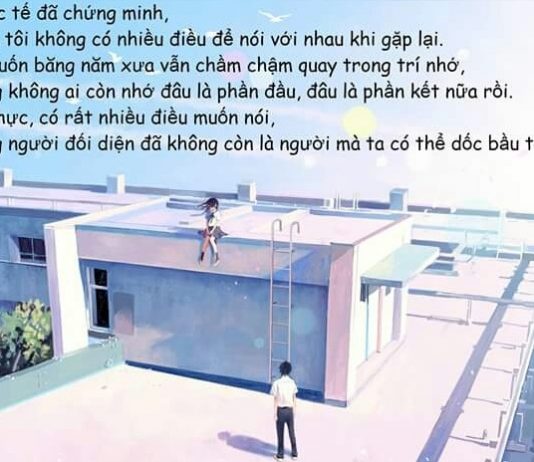 c tế đã chứng minh,
tôi không có nhiều điều để nói với nhau khi gặp lại.
uốn băng năm xưa vẫn chầm chậm quay trong trí nhớ,
g không ai còn nhớ đâu là phần đầu, đâu là phần kết nữa rồi.
hực, có rất nhiều điều muốn nói,
g người đối diện đã không còn là người mà ta có thể dốc bầu t